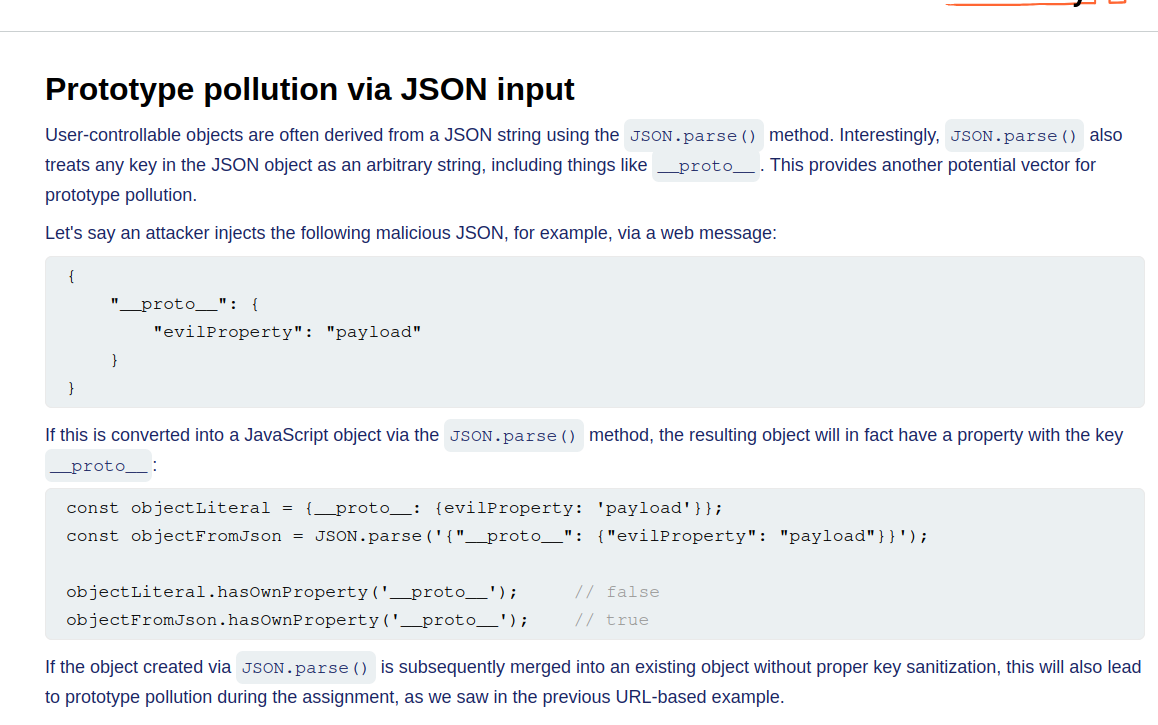 Prototype pollution via JSON input
User-controllable objects are often derived from a JSON string using the JSON.parse() method. Interestingly, JSON.parse() also
treats any key in the JSON object as an arbitrary string, including things like __proto__. This provides another potential vector for
prototype pollution.
Let's say an attacker injects the following malicious JSON, for example, via a web message:
{
    "__proto__": {
        "evilProperty": "payload"
    }
}
If this is converted into a JavaScript object via the JSON.parse() method, the resulting object will in fact have a property with the key
__proto__:
const objectLiteral = {__proto__: {evilProperty: 'payload'}};
const objectFromJson = JSON.parse('{"__proto__": {"evilProperty": "payload"}}');
objectLiteral.hasOwnProperty('__proto__');     // false
objectFromJson.hasOwnProperty('__proto__');    // true
If the object created via JSON.parse() is subsequently merged into an existing object without proper key sanitization, this will also lead
to prototype pollution during the assignment, as we saw in the previous URL-based example.